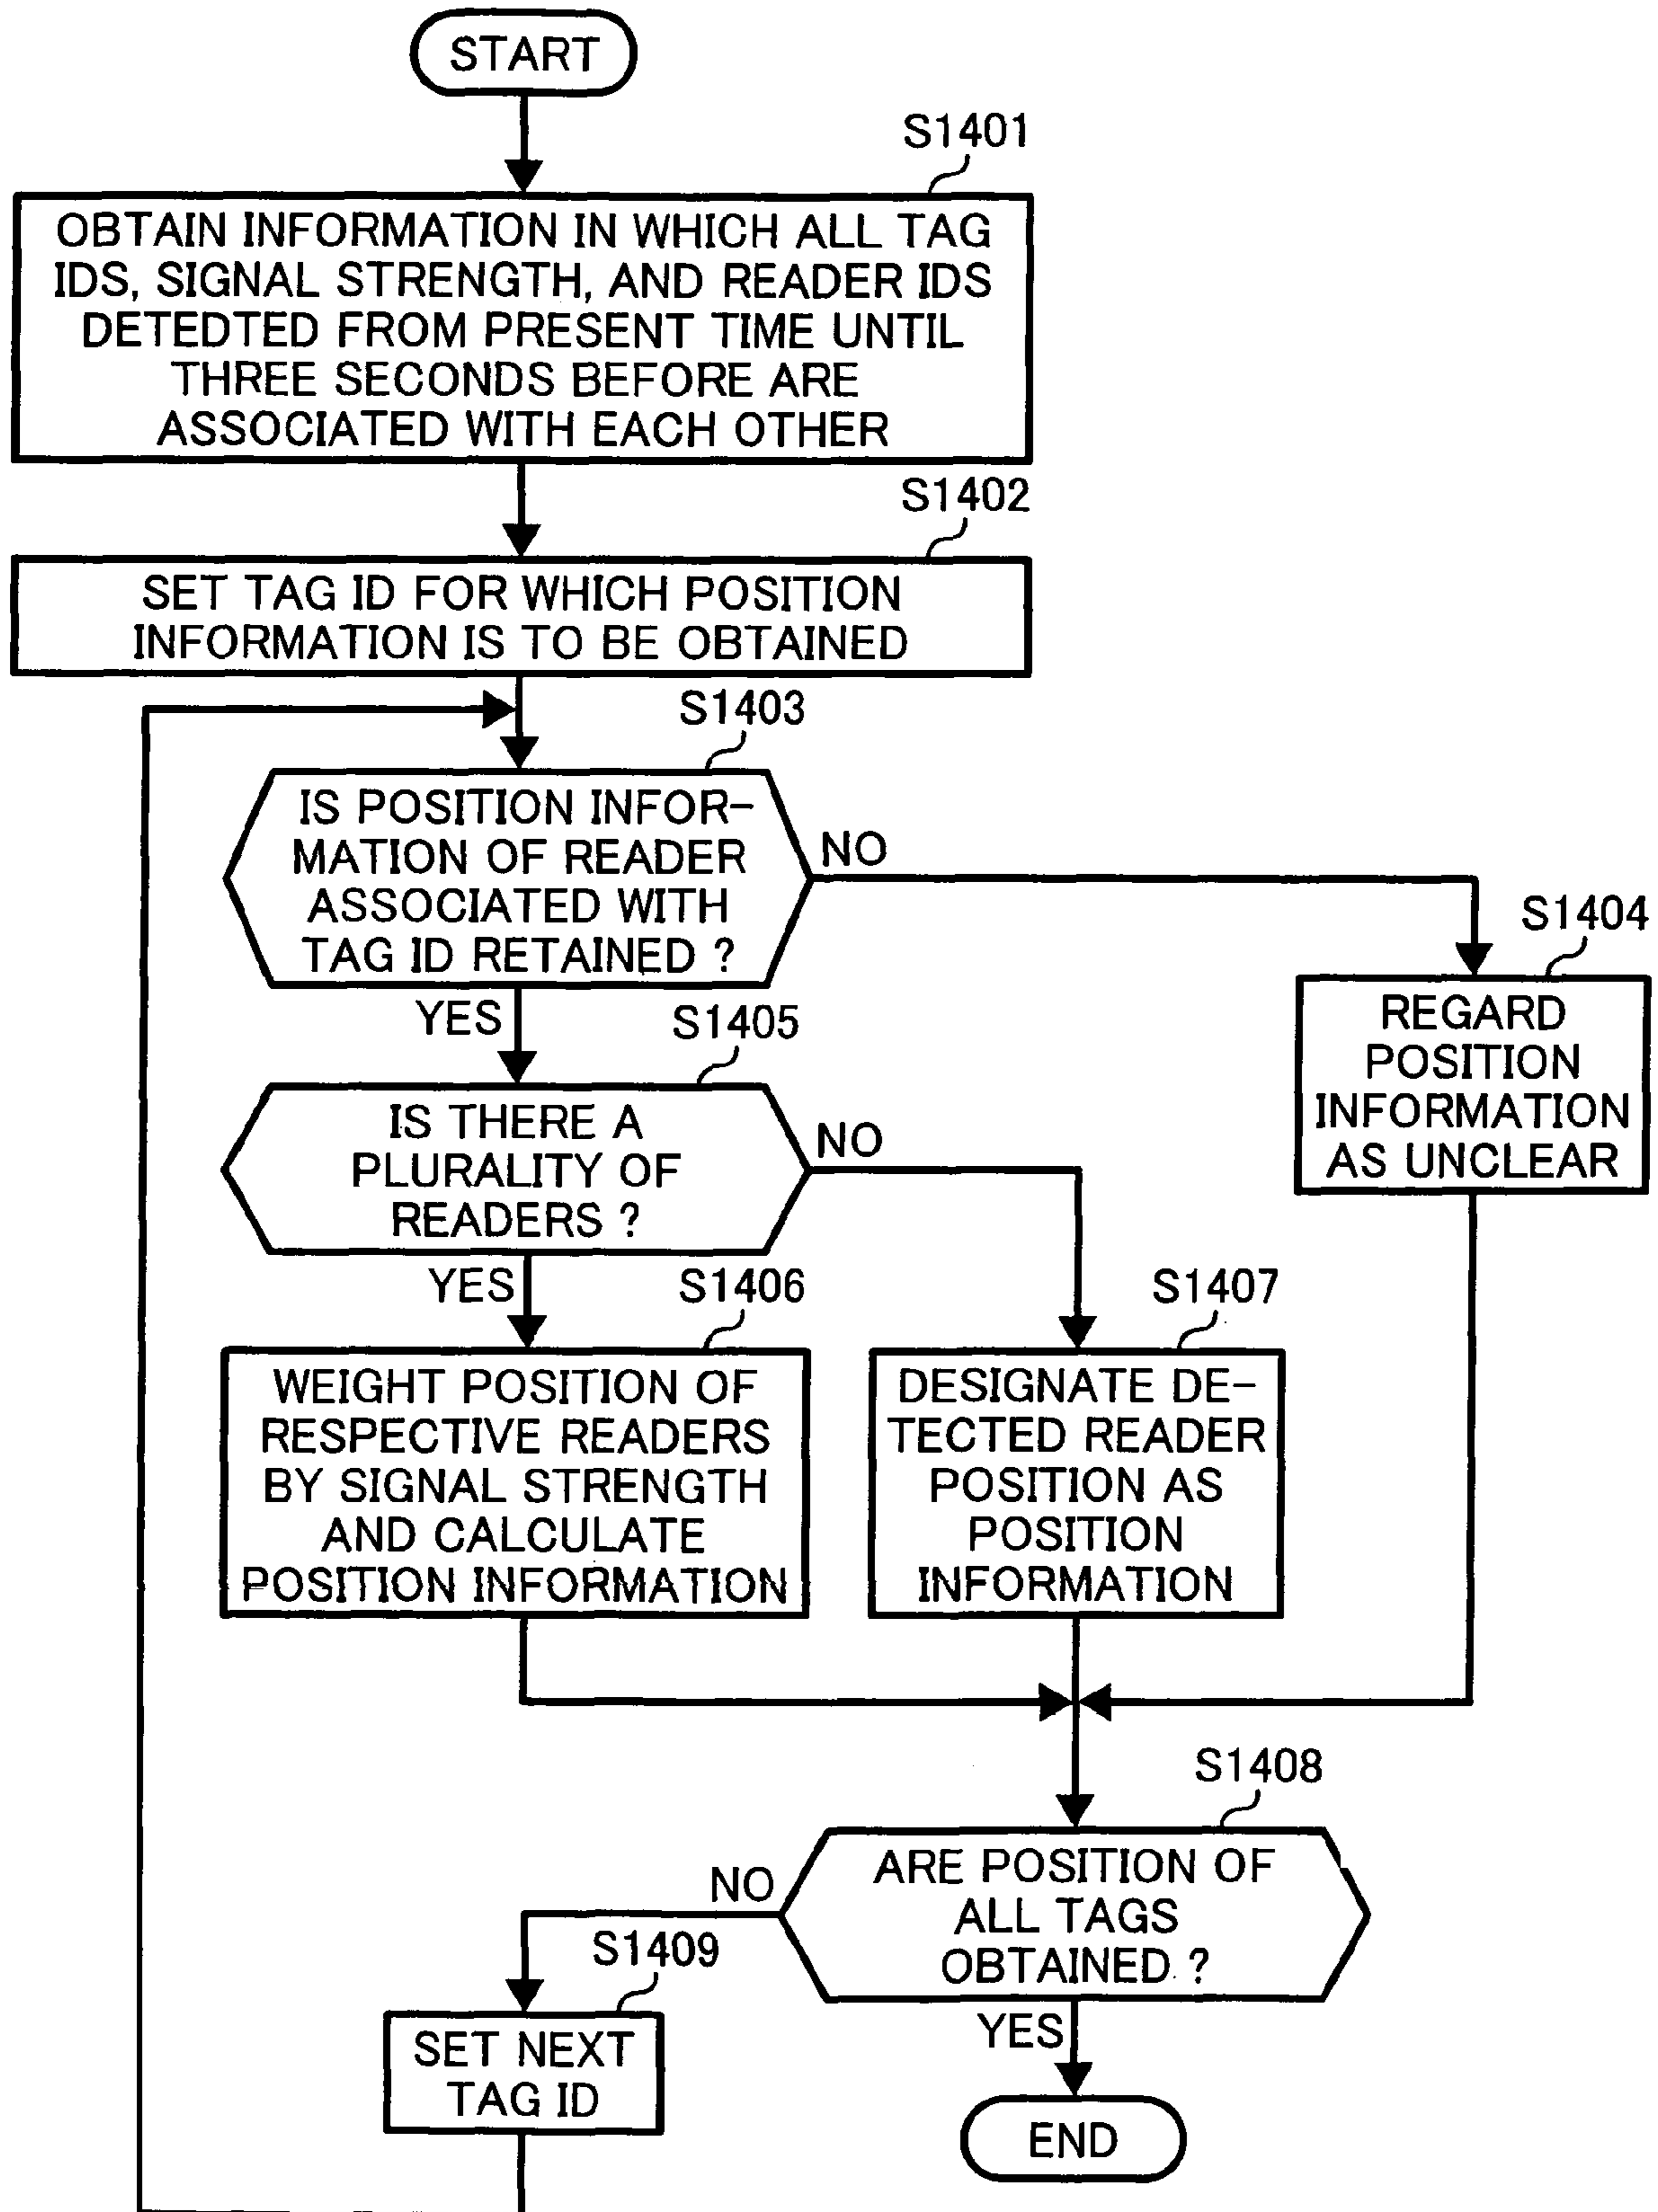 START
S1401
OBTAIN INFORMATION IN WHICH ALL TAG
IDS, SIGNAL STRENGTH, AND READER IDS
DETEDTED FROM PRESENT TIME UNTIL
THREE SECONDS BEFORE ARE
ASSOCIATED WITH EACH OTHER
S1402
SET TAG ID FOR WHICH POSITION
INFORMATION IS TO BE OBTAINED
S1403
IS POSITION INFOR-
MATION OF READER
ASSOCIATED WITH
TAG ID RETAINED ?
NO
YES
S1404
REGARD
POSITION
INFORMATION
AS UNCLEAR
S1405
IS THERE A
PLURALITY OF
READERS ?
NO
YES
S1406
WEIGHT POSITION OF
RESPECTIVE READERS
BY SIGNAL STRENGTH
AND CALCULATE
POSITION INFORMATION
S1407
DESIGNATE DE-
TECTED READER
POSITION AS
POSITION
INFORMATION
S1408
ARE POSITION OF
ALL TAGS
OBTAINED ?
NO
YES
S1409
SET NEXT
TAG ID
END